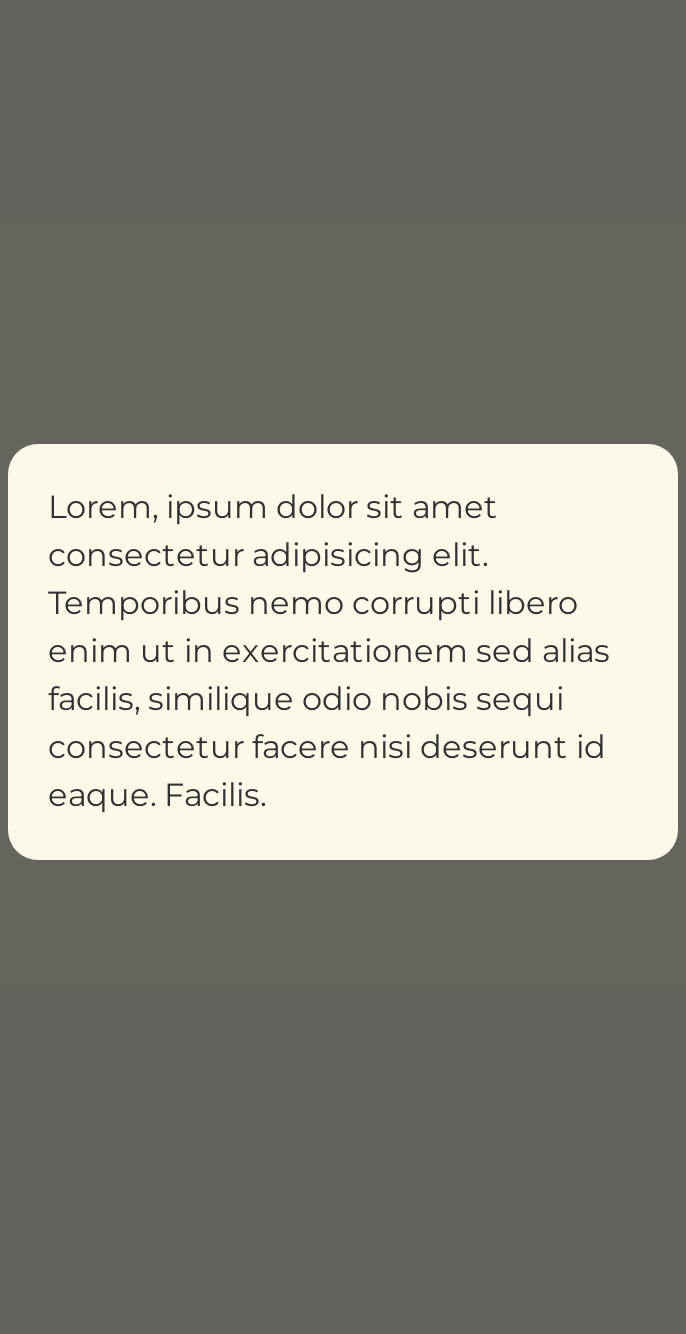 Lorem, ipsum dolor sit amet
consectetur adipisicing elit.
Temporibus nemo corrupti libero
enim ut in exercitationem sed alias
facilis, similique odio nobis sequi
consectetur facere nisi deserunt id
eaque. Facilis.